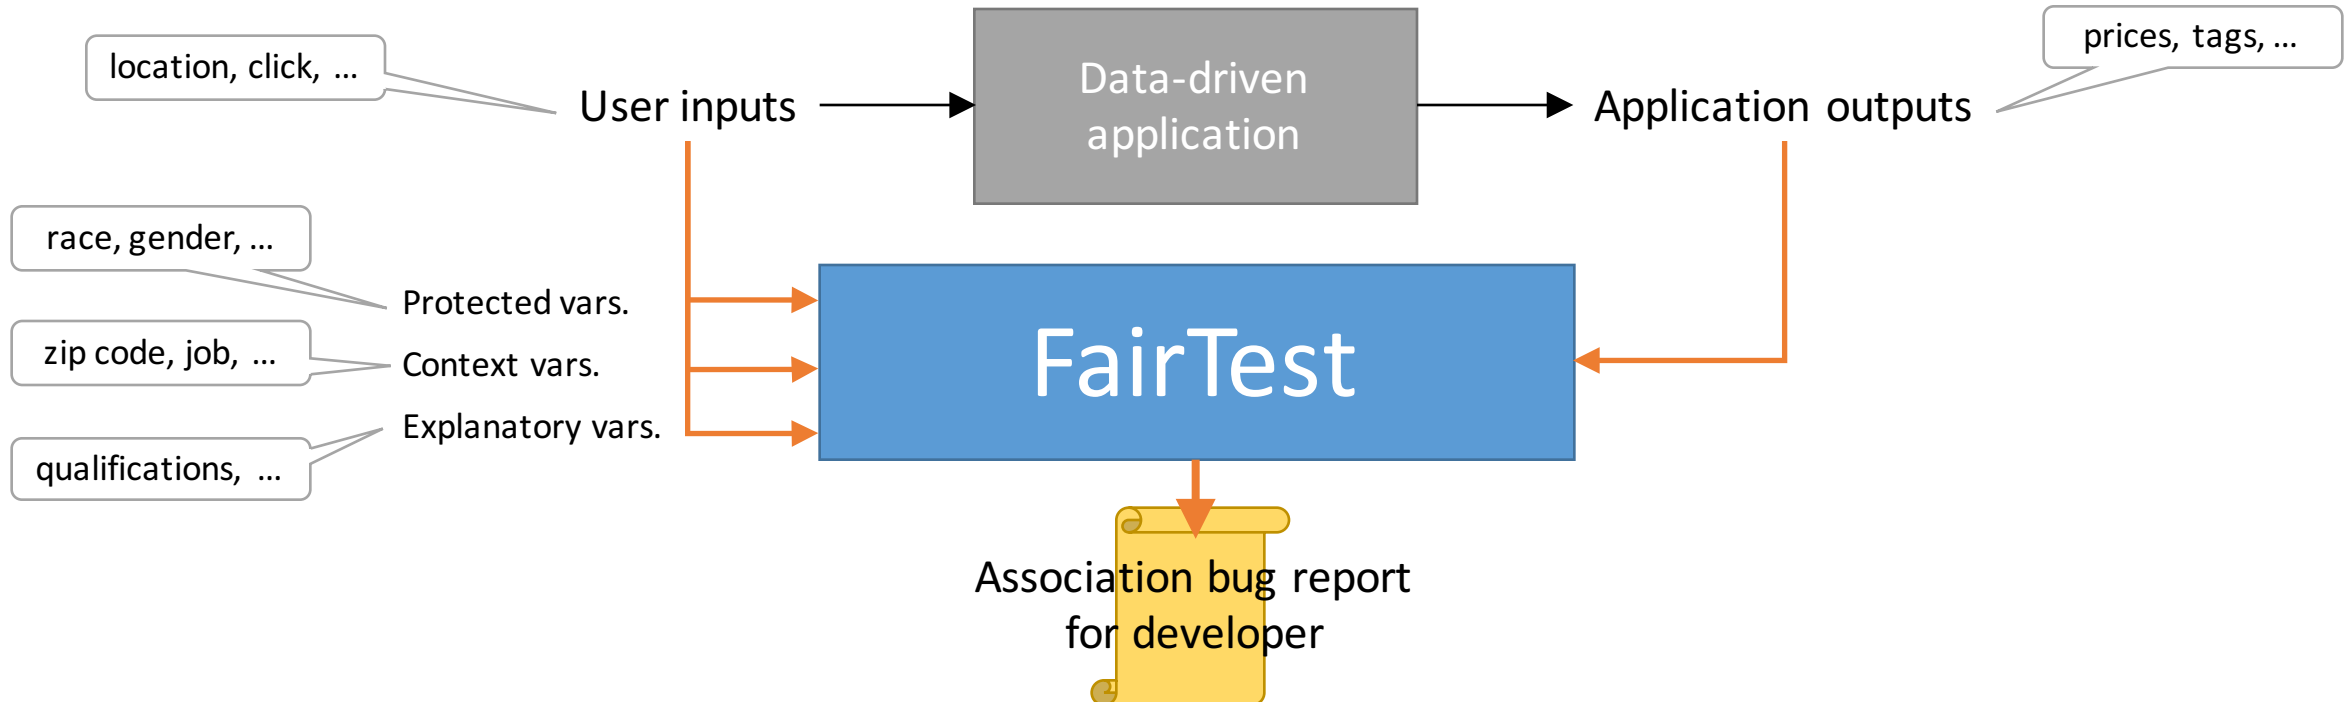 location, click, ...
User inputs
Data-driven
application
Application outputs
prices, tags, ...
race, gender, ...
Protected vars.
zip code, job, ...
Context vars.
Explanatory vars.
qualifications, ...
FairTest
Association bug report
for developer